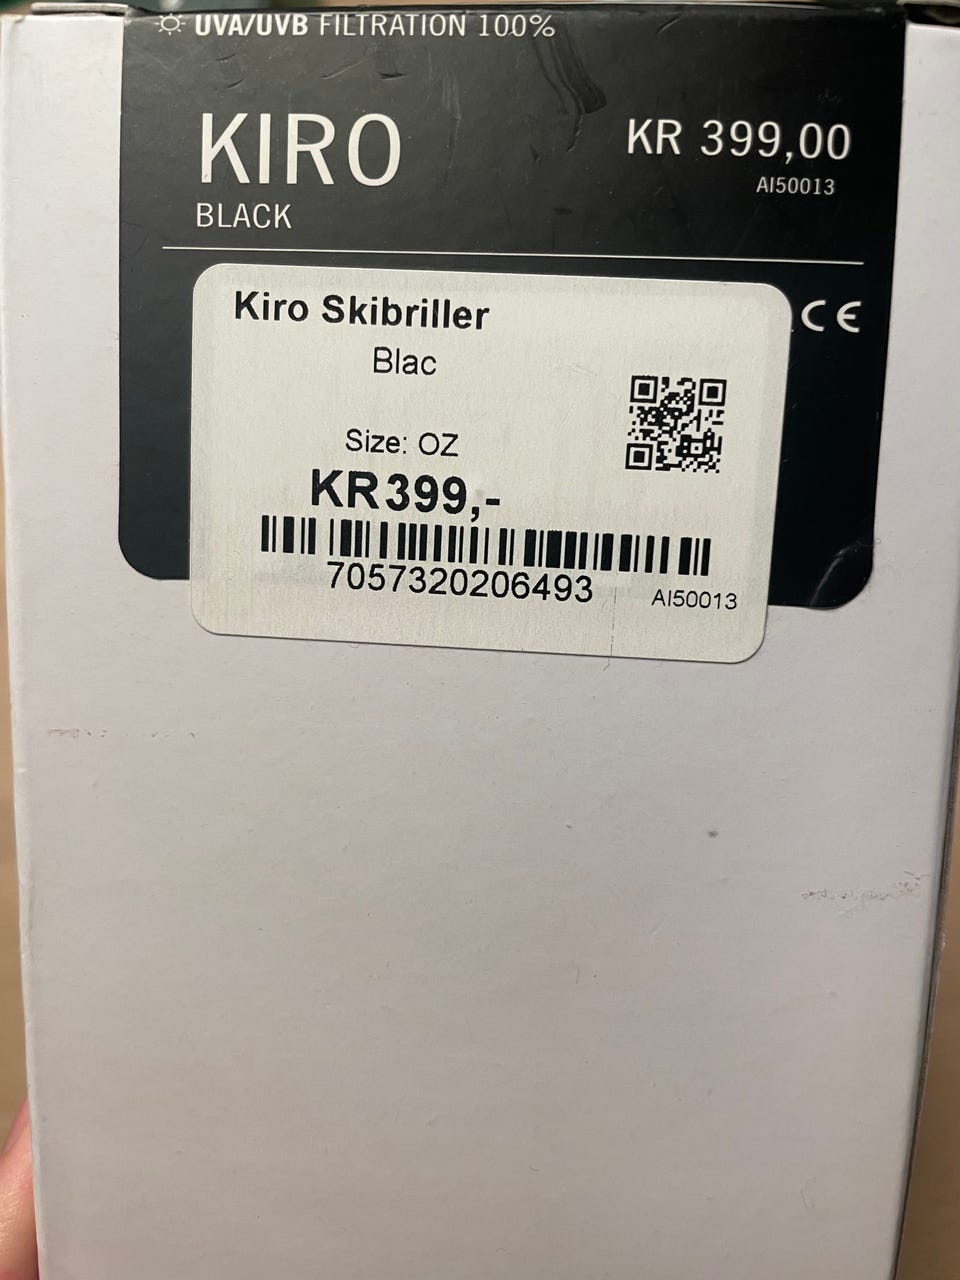 UVA/UVB FILTRATION 100%
KIRO
BLACK
KR 399,00
AI50013
CE
Kiro Skibriller
Blac
Size: OZ
KR399,-
7057320206493
AI50013